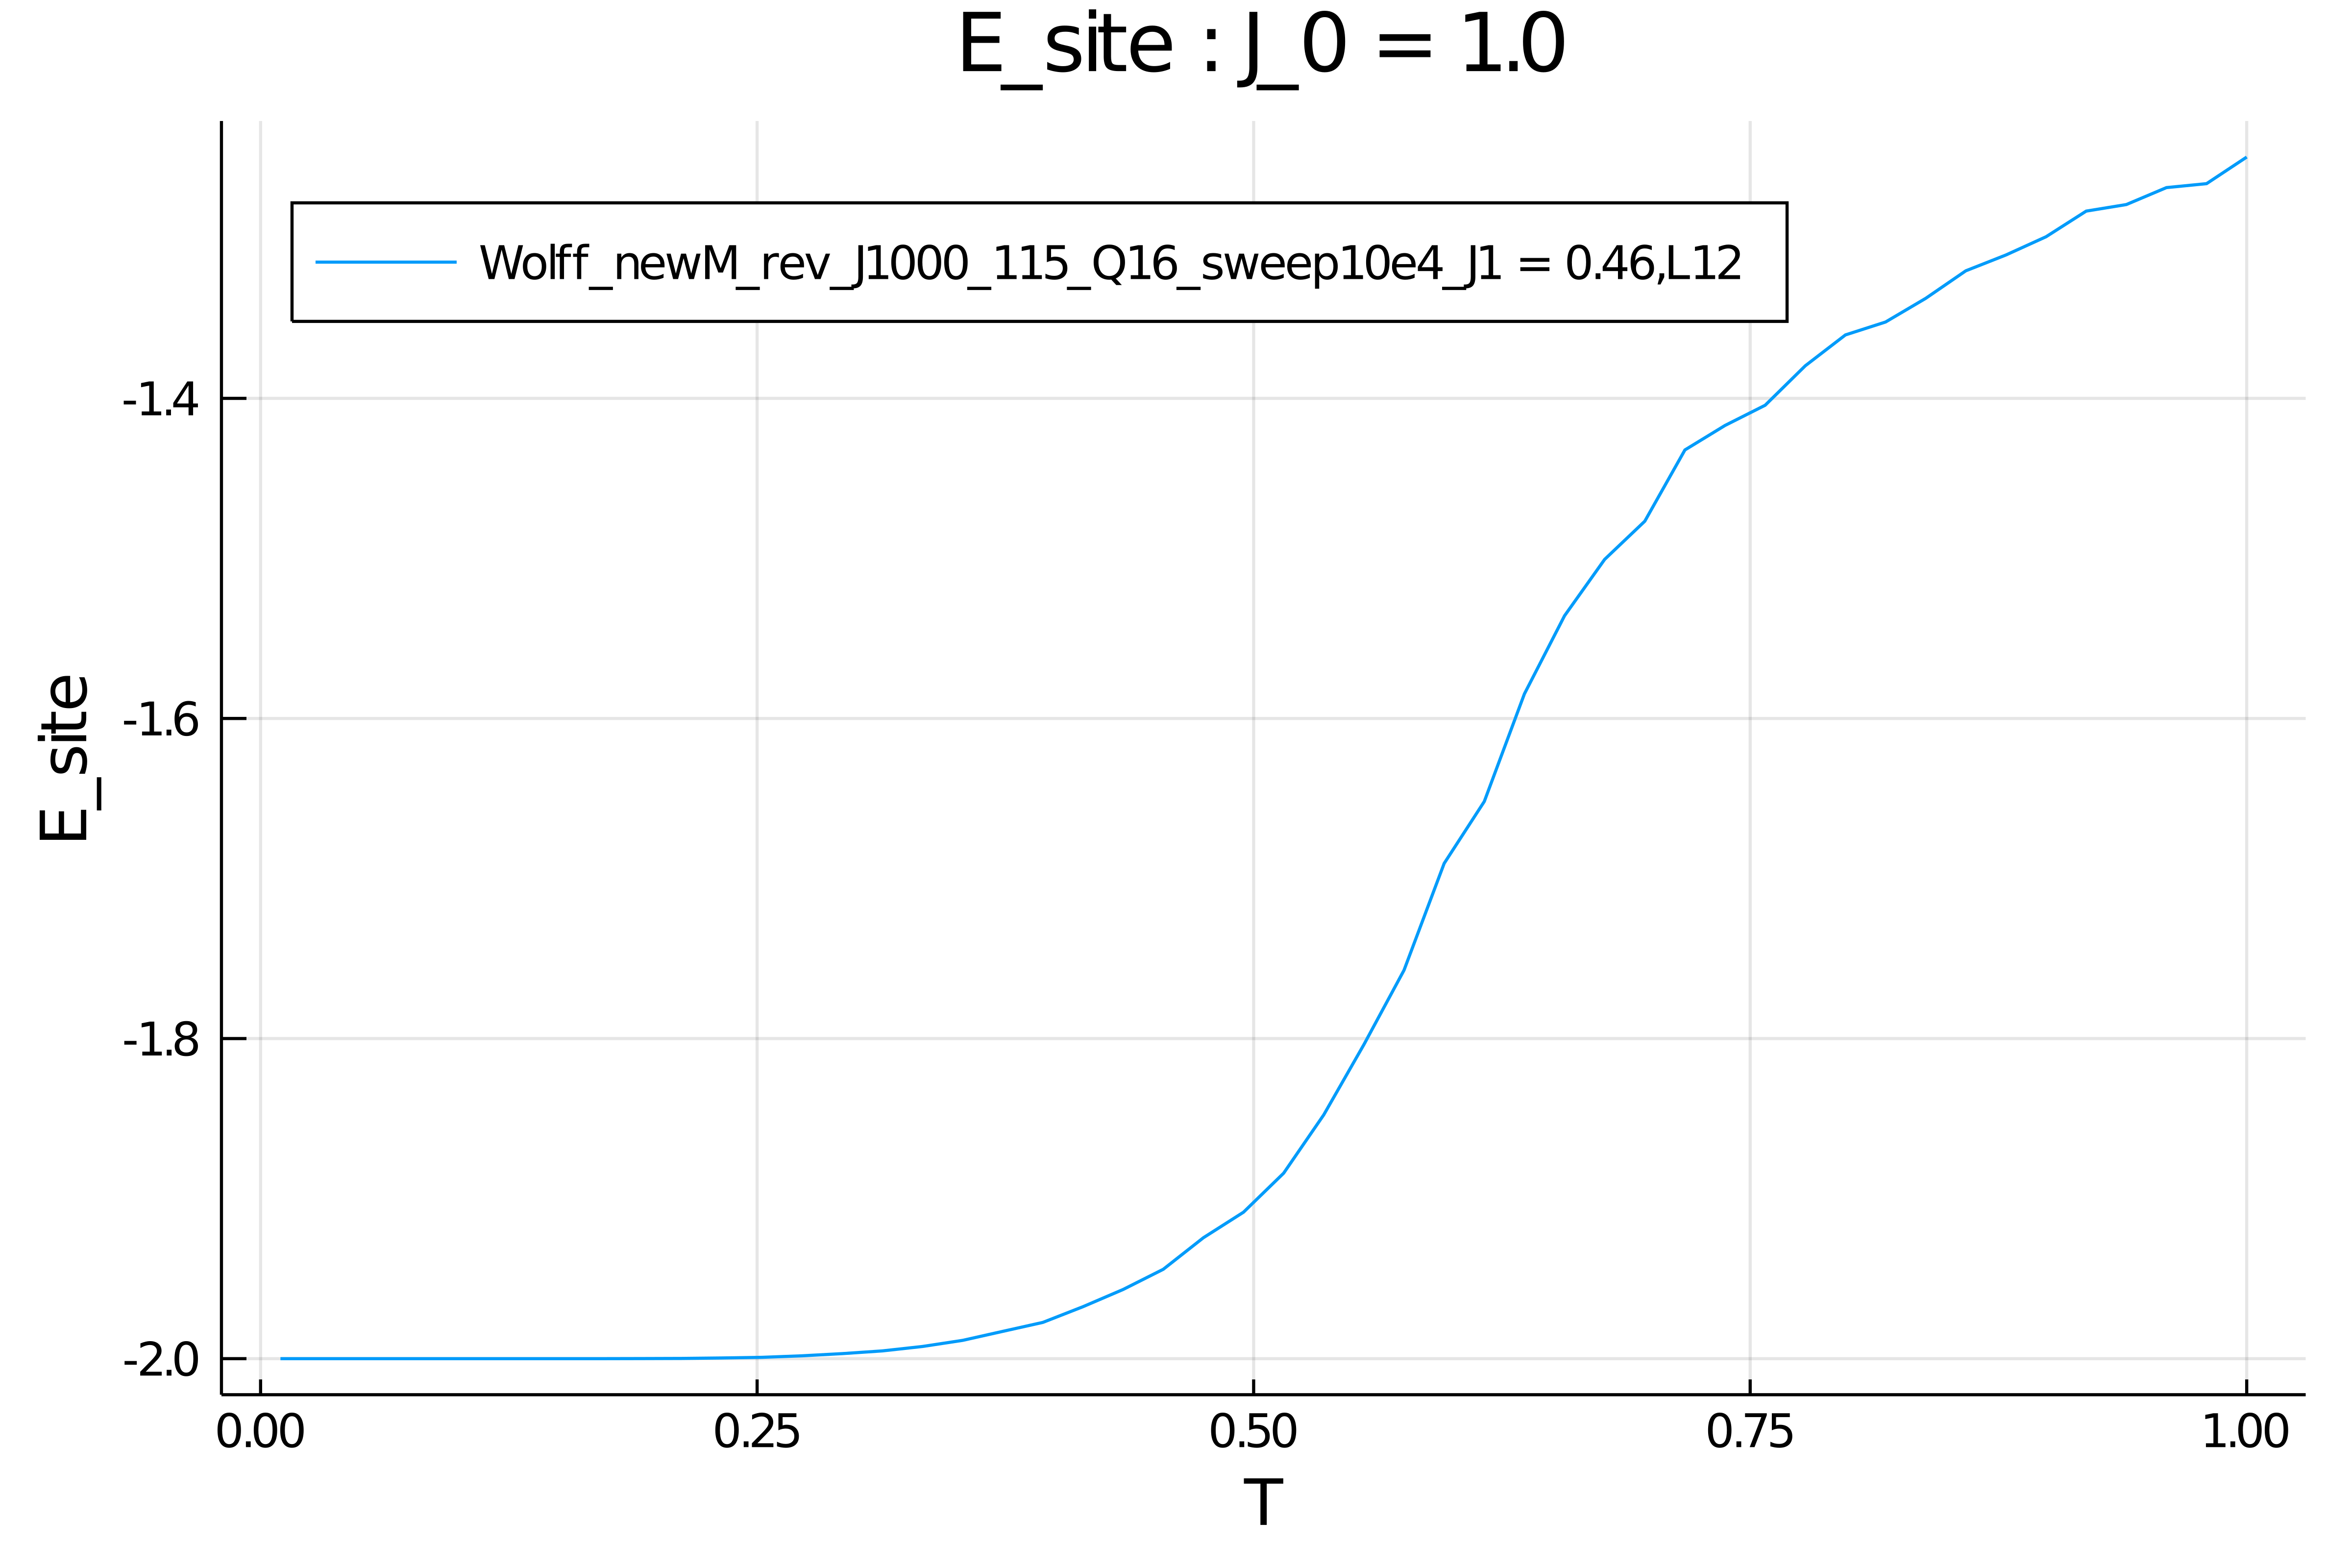 E_site : J_0 = 1.0
Wolff_newM_rev_J1000_115_Q16_sweep10e4_J1 = 0.46,L12
E_site
-1.4
-1.6
-1.8
-2.0
0.00 0.25 0.50 0.75 1.00
T